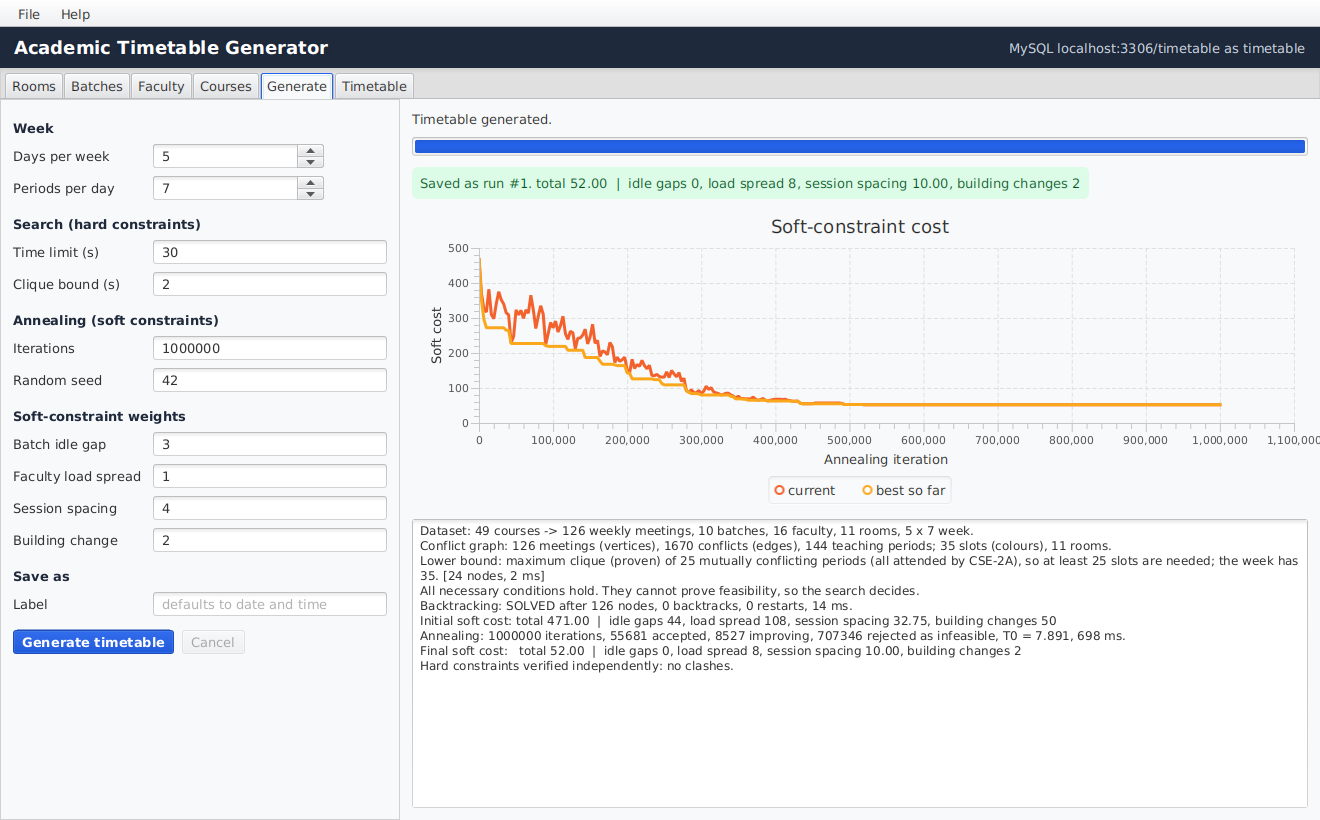 File Help
Academic Timetable Generator
MySQL localhost:3306/timetable as timetable
Rooms Batches Faculty Courses Generate Timetable
Week
Days per week 5
Periods per day 7
Search (hard constraints)
Time limit (s) 30
Clique bound (s) 2
Annealing (soft constraints)
Iterations 1000000
Random seed 42
Soft-constraint weights
Batch idle gap 3
Faculty load spread 1
Session spacing 4
Building change 2
Save as
Label defaults to date and time
Generate timetable Cancel
Timetable generated.
Saved as run #1. total 52.00 | idle gaps 0, load spread 8, session spacing 10.00, building changes 2
Soft-constraint cost
Soft cost
500
400
300
200
100
0
0 100,000 200,000 300,000 400,000 500,000 600,000 700,000 800,000 900,000 1,000,000 1,100,000
Annealing iteration
current best so far
Dataset: 49 courses -> 126 weekly meetings, 10 batches, 16 faculty, 11 rooms, 5 x 7 week.
Conflict graph: 126 meetings (vertices), 1670 conflicts (edges), 144 teaching periods; 35 slots (colours), 11 rooms.
Lower bound: maximum clique (proven) of 25 mutually conflicting periods (all attended by CSE-2A), so at least 25 slots are needed; the week has
35. [24 nodes, 2 ms]
All necessary conditions hold. They cannot prove feasibility, so the search decides.
Backtracking: SOLVED after 126 nodes, 0 backtracks, 0 restarts, 14 ms.
Initial soft cost: total 471.00 | idle gaps 44, load spread 108, session spacing 32.75, building changes 50
Annealing: 1000000 iterations, 55681 accepted, 8527 improving, 707346 rejected as infeasible, T0 = 7.891, 698 ms.
Final soft cost: total 52.00 | idle gaps 0, load spread 8, session spacing 10.00, building changes 2
Hard constraints verified independently: no clashes.